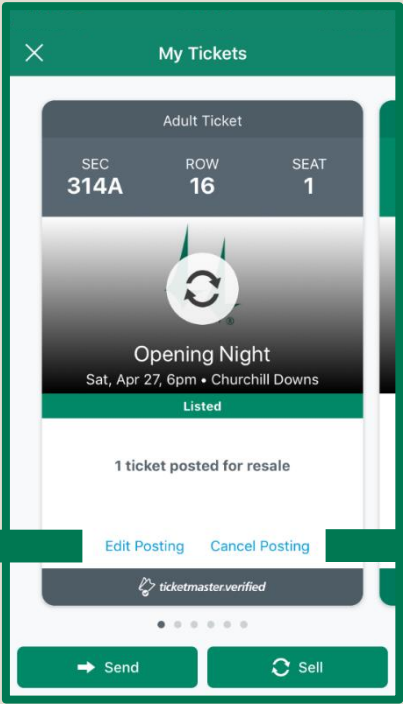 My Tickets
Adult Ticket
SEC ROW SEAT
314A 16 1
®
Opening Night
Sat, Apr 27, 6pm • Churchill Downs
Listed
1 ticket posted for resale
Edit Posting Cancel Posting
ticketmaster.verified
Send Sell